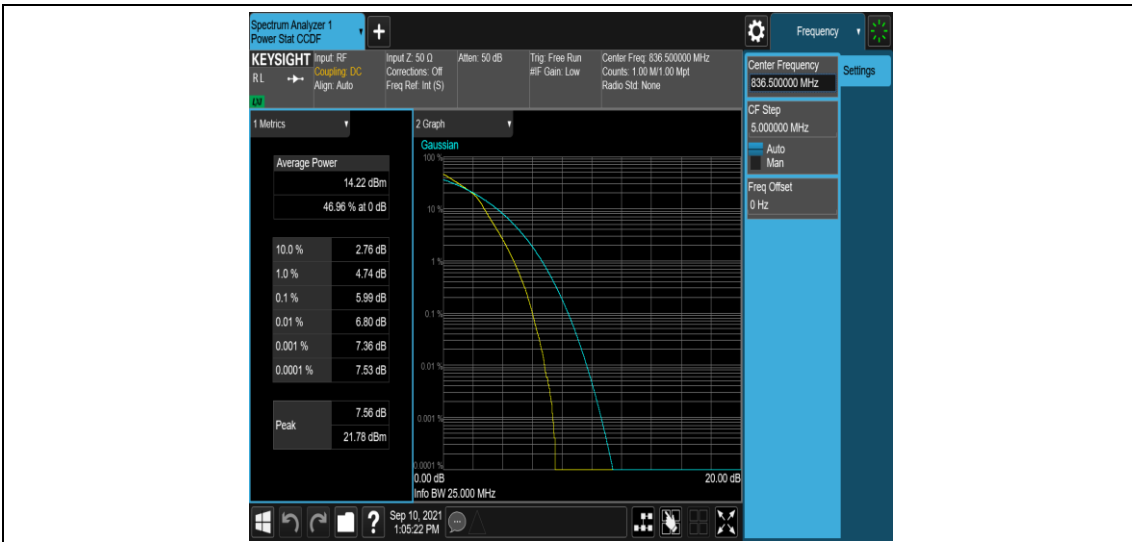 Spectrum Analyzer 1
Power Stat CCDF
+
Frequency
KEYSIGHT
RL
LXI
Input: RF
Coupling: DC
Align: Auto
Input Z: 50 Ω
Corrections: Off
Freq Ref: Int (S)
Atten: 50 dB
Trig: Free Run
#IF Gain: Low
Center Freq: 836.500000 MHz
Counts: 1.00 M/1.00 Mpt
Radio Std: None
Center Frequency
836.500000 MHz
Settings
CF Step
5.000000 MHz
Auto
Man
Freq Offset
0 Hz
1 Metrics
Average Power
14.22 dBm
46.96 % at 0 dB
10.0 % 2.76 dB
1.0 % 4.74 dB
0.1 % 5.99 dB
0.01 % 6.80 dB
0.001 % 7.36 dB
0.0001 % 7.53 dB
Peak
7.56 dB
21.78 dBm
2 Graph
Gaussian
100 %
10 %
1 %
0.1 %
0.01 %
0.001 %
0.0001 %
0.00 dB
20.00 dB
Info BW 25.000 MHz
?
Sep 10, 2021
1:05:22 PM